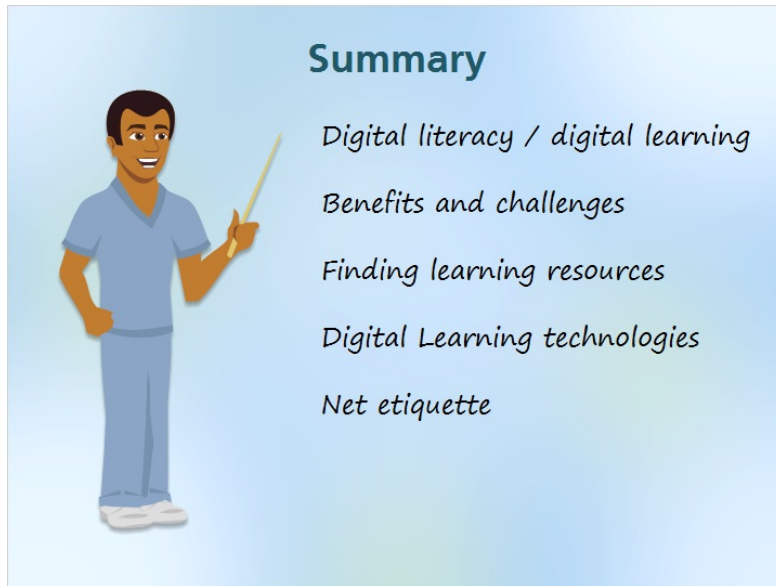 Summary
Digital literacy / digital learning
Benefits and challenges
Finding learning resources
Digital Learning technologies
Net etiquette